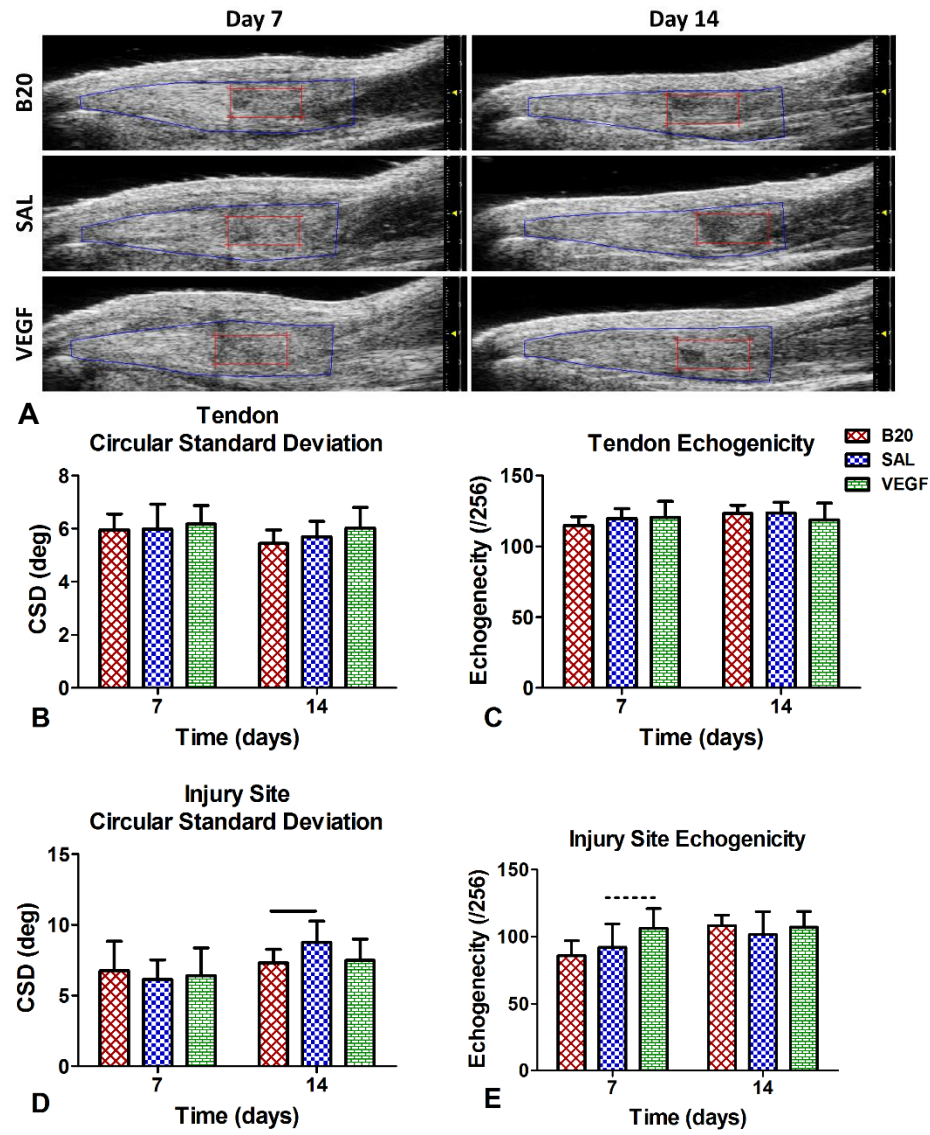 Day 7
Day 14
B20
SAL
VEGF
A
Tendon
Circular Standard Deviation
8
6
4
2
0
CSD (deg)
7
14
Time (days)
B
Tendon Echogenicity
150
100
50
0
Echogenecity (/256)
7
14
Time (days)
C
B20
SAL
VEGF
Injury Site
Circular Standard Deviation
15
10
5
0
CSD (deg)
7
14
Time (days)
D
Injury Site Echogenicity
150
100
50
0
Echogenecity (/256)
7
14
Time (days)
E